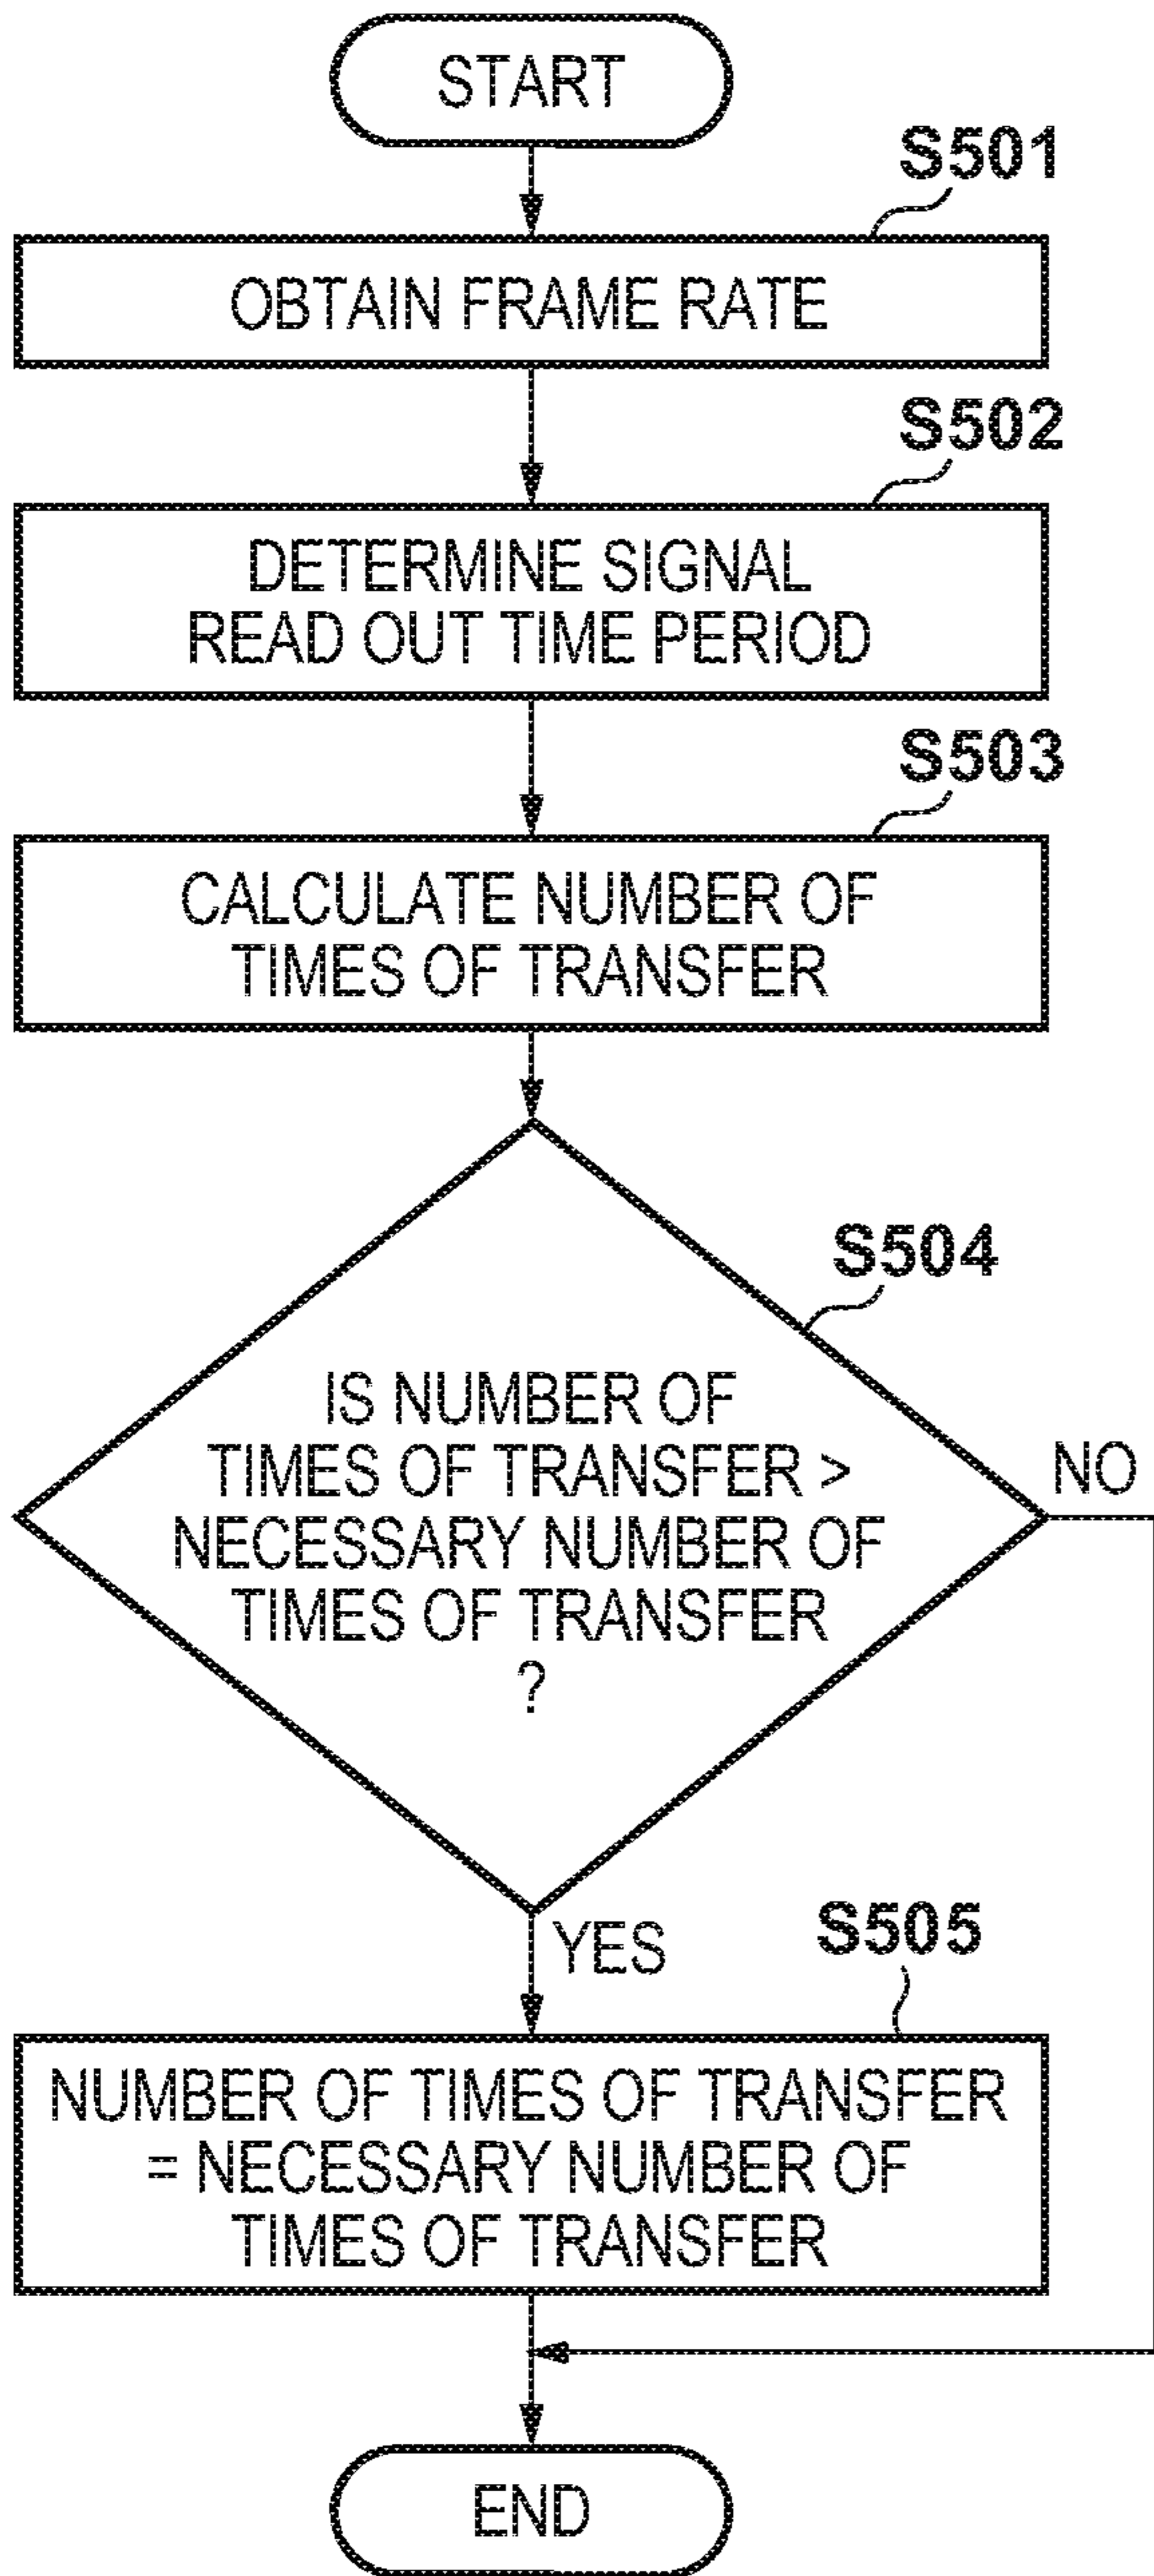 START
S501
OBTAIN FRAME RATE
S502
DETERMINE SIGNAL
READ OUT TIME PERIOD
S503
CALCULATE NUMBER OF
TIMES OF TRANSFER
S504
IS NUMBER OF
TIMES OF TRANSFER >
NECESSARY NUMBER OF
TIMES OF TRANSFER
?
NO
YES
S505
NUMBER OF TIMES OF TRANSFER
= NECESSARY NUMBER OF
TIMES OF TRANSFER
END